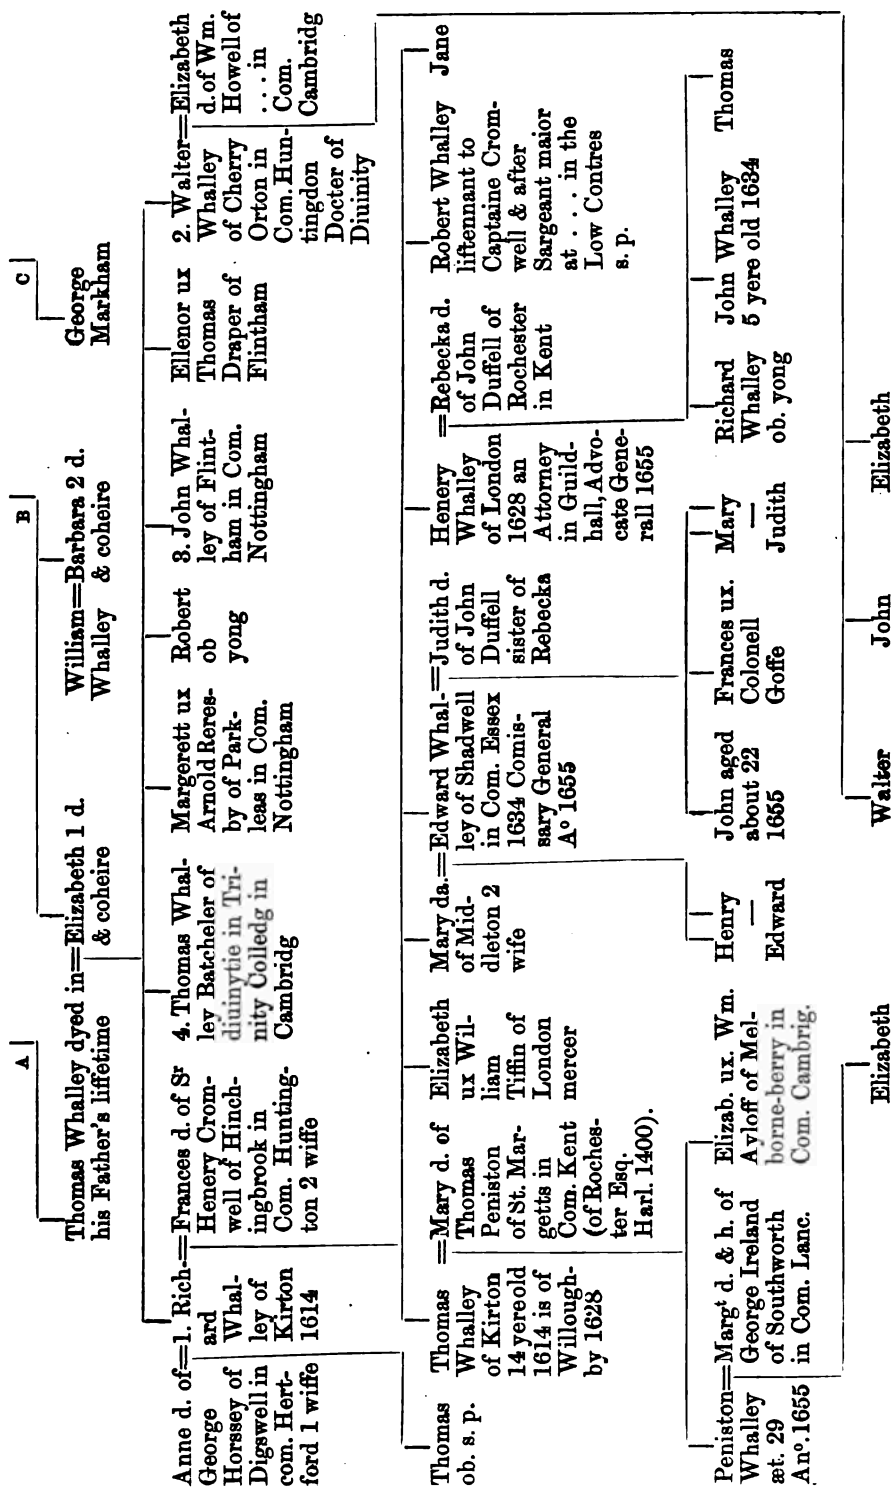 A
B
C
Thomas Whalley dyed in=Elizabeth 1 d.
his Father's lifetime & coheire
William=Barbara 2 d.
Whalley & coheire
George
Markham
Anne d. of=1. Rich-=Frances d. of Sr
George ard Henery Crom-
Horssey of Whal- well of Hinch-
Digswell in ley of ingbrook in
com. Hert- Kirton Com. Hunting-
ford 1 wiffe 1614 ton 2 wiffe
4. Thomas Whal-
ley Batcheler of
diuinytie in Tri-
nity Colledg in
Cambridg
Margerett ux
Arnold Reres-
by of Park-
leas in Com.
Nottingham
Robert
ob
yong
3. John Whal-
ley of Flint-
ham in Com.
Nottingham
Ellenor ux
Thomas
Draper of
Flintham
2. Walter=Elizabeth
Whalley d. of Wm.
of Cherry Howell of
Orton in . . . in
Com. Hun- Com.
tingdon Cambridg
Docter of
Diuinity
Thomas
ob. s. p.
Thomas =Mary d. of
Whalley Thomas
of Kirton Peniston
14 yere old of St. Mar-
1614 is of getts in
Willough- Com. Kent
by 1628 (of Roches-
ter Esq.
Harl. 1400).
Elizabeth
ux Wil-
liam
Tiffin of
London
mercer
Mary da.=Edward Whal-=Judith d.
of Mid- ley of Shadwell of John
dleton 2 in Com. Essex Duffell
wife 1634 Comis- sister of
sary General Rebecka
Ao 1655
Henery =Rebecka d.
Whalley of John
of London Duffell of
1628 an Rochester
Attorney in Kent
in Guild-
hall, Advo-
cate Gene-
rall 1655
Robert Whalley
liftennant to
Captaine Crom-
well & after
Sargeant maior
at . . . in the
Low Contres
s. p.
Jane
Peniston=Margt d. & h. of
Whalley George Ireland
æt. 29 of Southworth
Ano. 1655 in Com. Lanc.
Elizab. ux. Wm.
Ayloff of Mel-
borne-berry in
Com. Cambrig.
Henry
—
Edward
John aged
about 22
1655
Frances ux.
Colonell
Goffe
Mary
—
Judith
Richard
Whalley
ob. yong
John Whalley
5 yere old 1634
Thomas
Elizabeth
Walter
John
Elizabeth